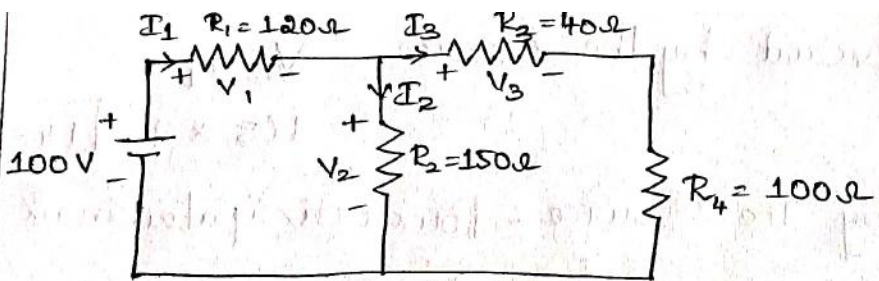 I1 R1 = 120Ω I3 R3 = 40Ω
+ V1 - + V3 -
I2
+ 100V -
+ V2 - R2 = 150Ω
R4 = 100Ω